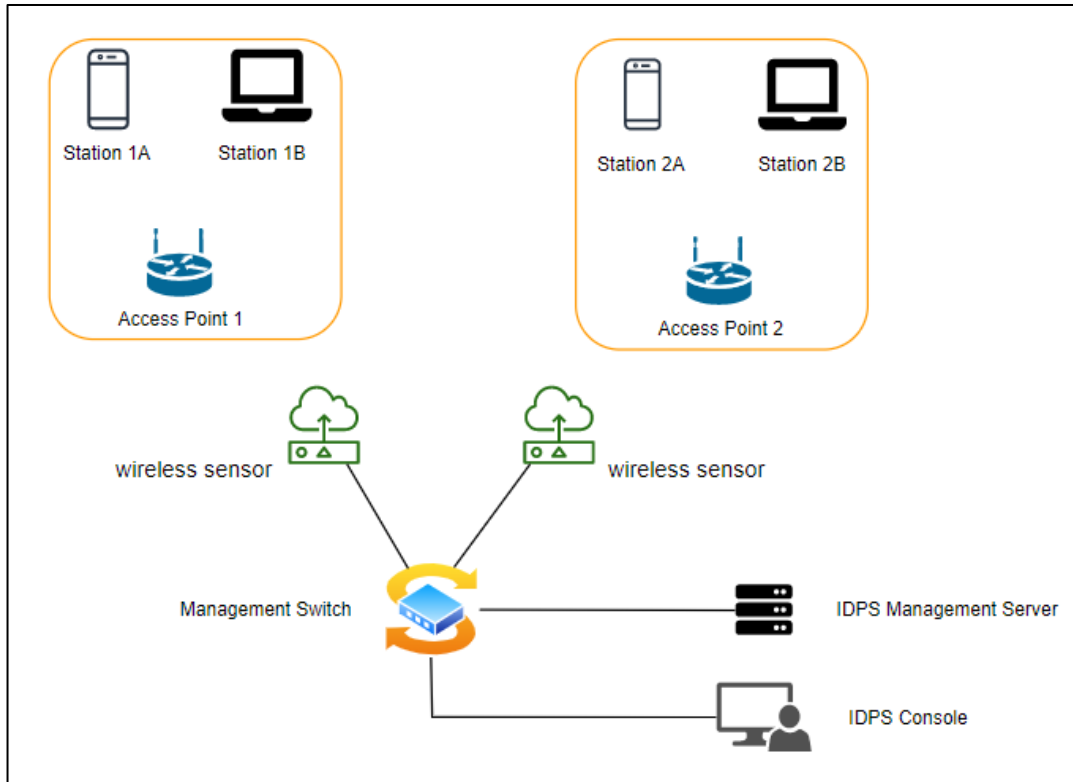 Station 1A
Station 1B
Station 2A
Station 2B
Access Point 1
Access Point 2
wireless sensor
wireless sensor
Management Switch
IDPS Management Server
IDPS Console